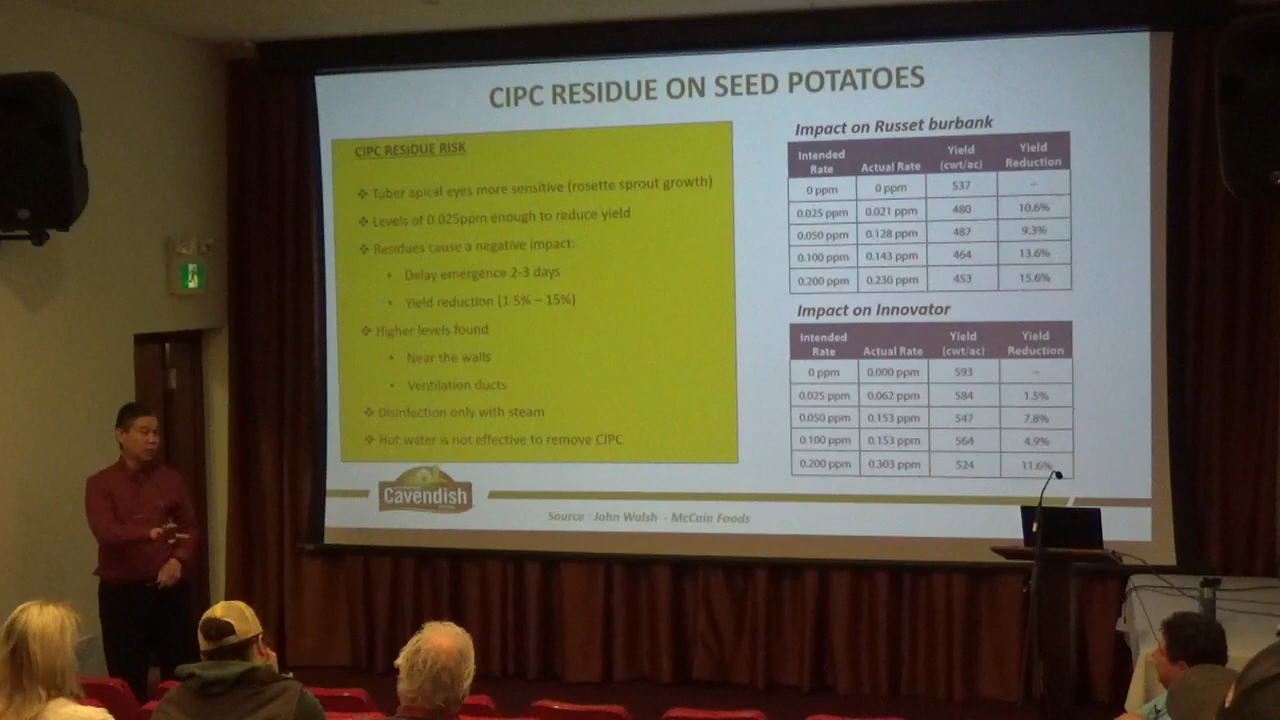 CIPC RESIDUE ON SEED POTATOES
CIPC RESIDUE RISK
❖ Tuber apical eyes more sensitive (rosette sprout growth)
❖ Levels of 0.025ppm enough to reduce yield
❖ Residues cause a negative impact:
• Delay emergence 2-3 days
• Yield reduction (1.5% – 15%)
❖ Higher levels found
• Near the walls
• Ventilation ducts
❖ Disinfection only with steam
❖ Hot water is not effective to remove CIPC
Impact on Russet burbank
Intended Rate Actual Rate Yield (cwt/ac) Yield Reduction
0 ppm 0 ppm 537 –
0.025 ppm 0.021 ppm 480 10.6%
0.050 ppm 0.128 ppm 487 9.3%
0.100 ppm 0.143 ppm 464 13.6%
0.200 ppm 0.230 ppm 453 15.6%
Impact on Innovator
Intended Rate Actual Rate Yield (cwt/ac) Yield Reduction
0 ppm 0.000 ppm 593 –
0.025 ppm 0.062 ppm 584 1.5%
0.050 ppm 0.153 ppm 547 7.8%
0.100 ppm 0.153 ppm 564 4.9%
0.200 ppm 0.303 ppm 524 11.6%
Cavendish
Source : John Walsh - McCain Foods